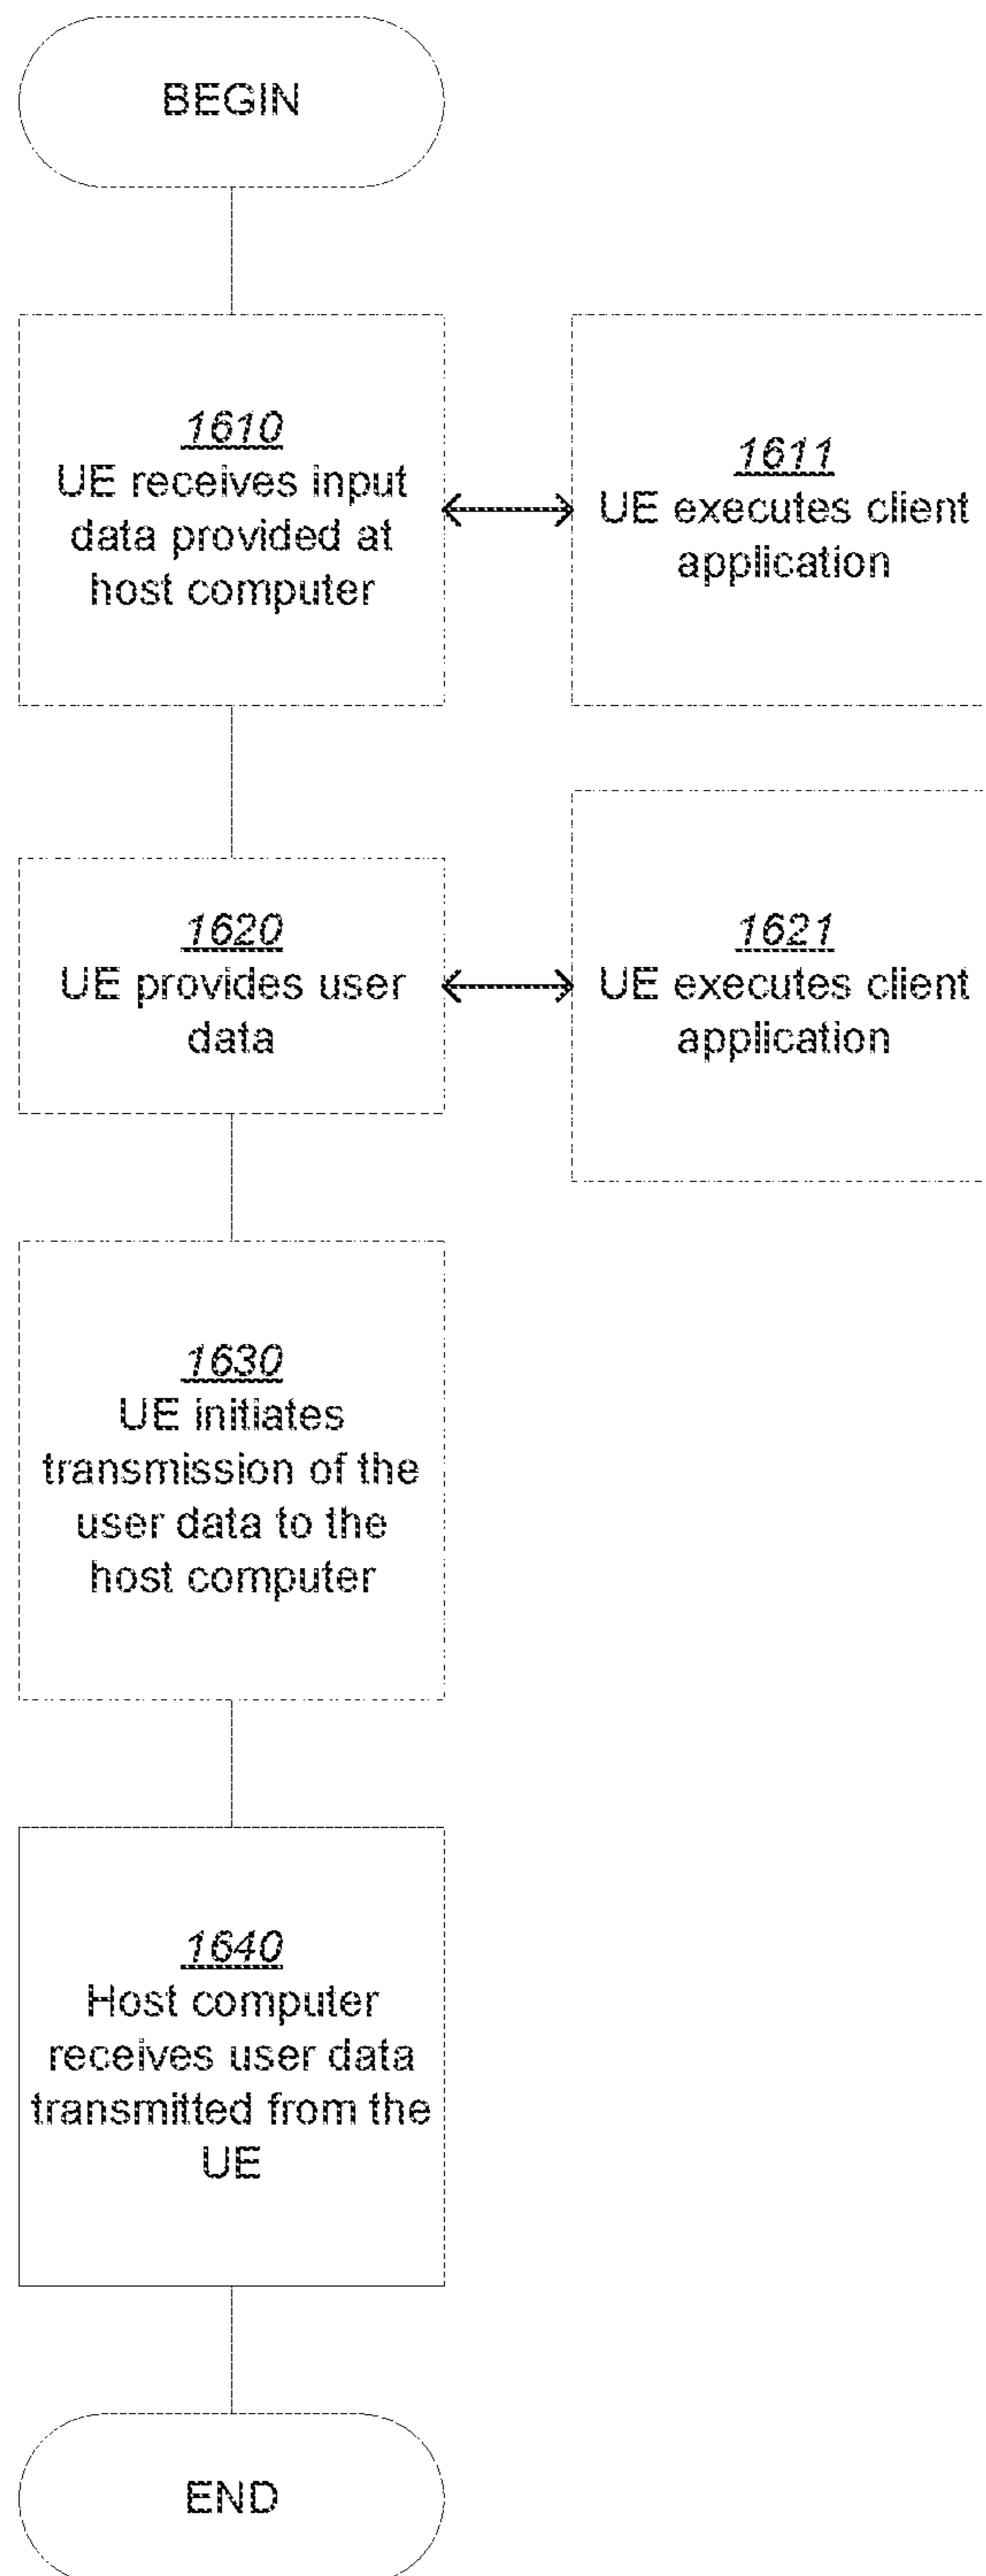 BEGIN
1610
UE receives input
data provided at
host computer
1611
UE executes client
application
1620
UE provides user
data
1621
UE executes client
application
1630
UE initiates
transmission of the
user data to the
host computer
1640
Host computer
receives user data
transmitted from the
UE
END